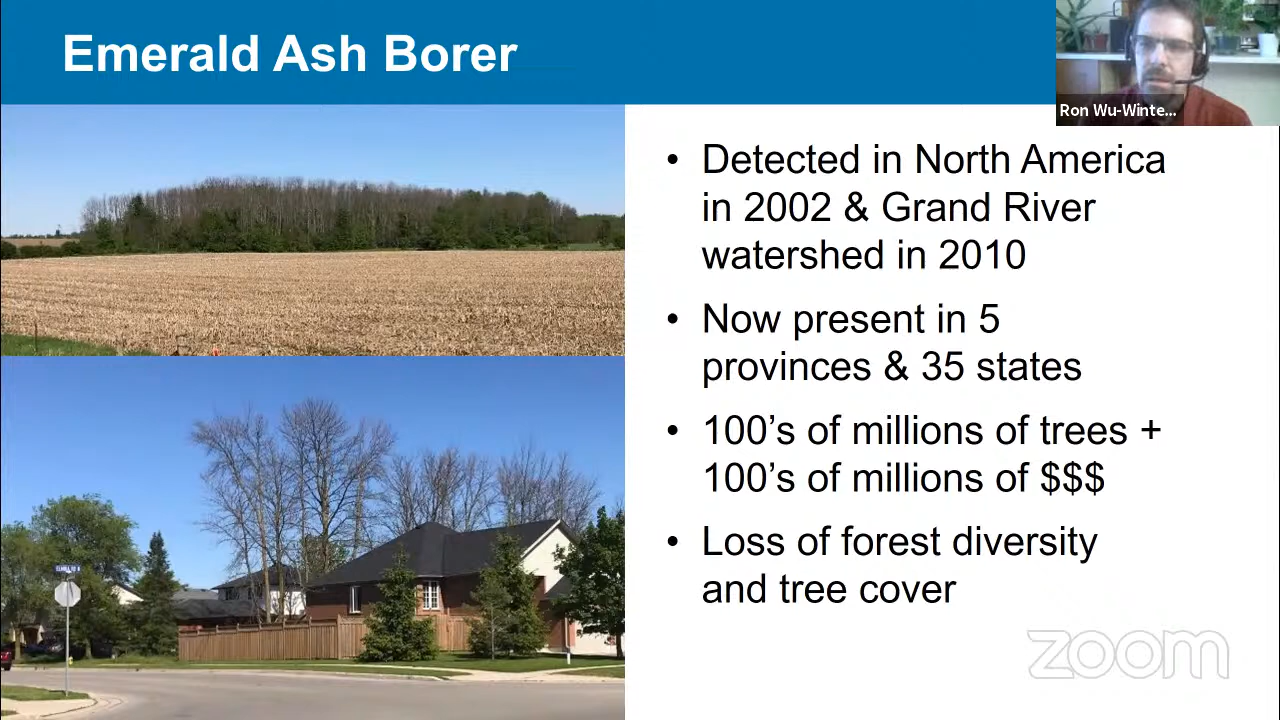 Emerald Ash Borer
Ron Wu-Winte...
• Detected in North America
in 2002 & Grand River
watershed in 2010
• Now present in 5
provinces & 35 states
• 100’s of millions of trees +
100’s of millions of $$$
• Loss of forest diversity
and tree cover
zoom